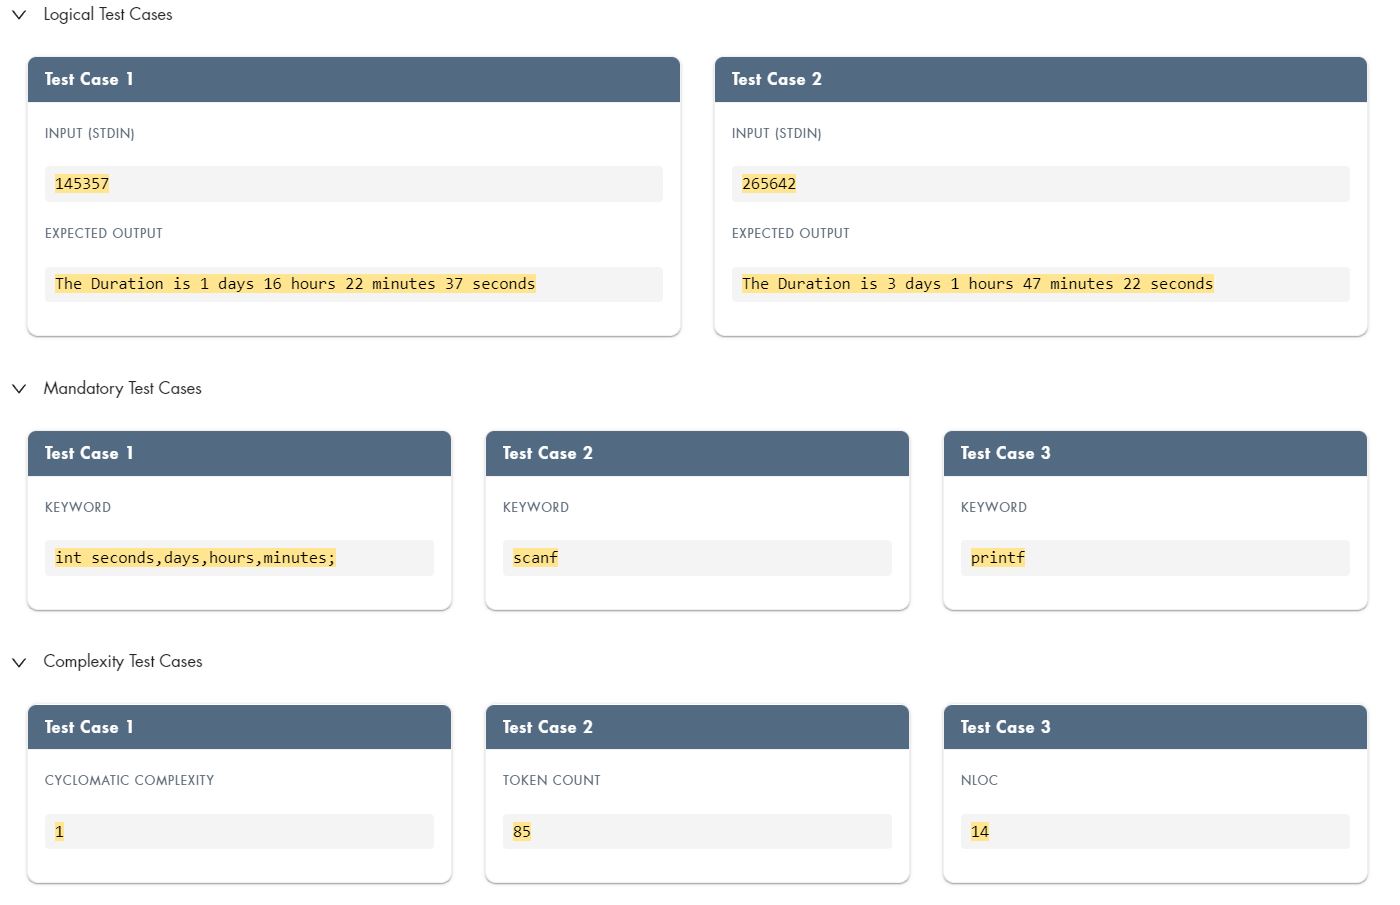 Logical Test Cases
Test Case 1
INPUT (STDIN)
145357
EXPECTED OUTPUT
The Duration is 1 days 16 hours 22 minutes 37 seconds
Test Case 2
INPUT (STDIN)
265642
EXPECTED OUTPUT
The Duration is 3 days 1 hours 47 minutes 22 seconds
Mandatory Test Cases
Test Case 1
KEYWORD
int seconds,days,hours,minutes;
Test Case 2
KEYWORD
scanf
Test Case 3
KEYWORD
printf
Complexity Test Cases
Test Case 1
CYCLOMATIC COMPLEXITY
1
Test Case 2
TOKEN COUNT
85
Test Case 3
NLOC
14